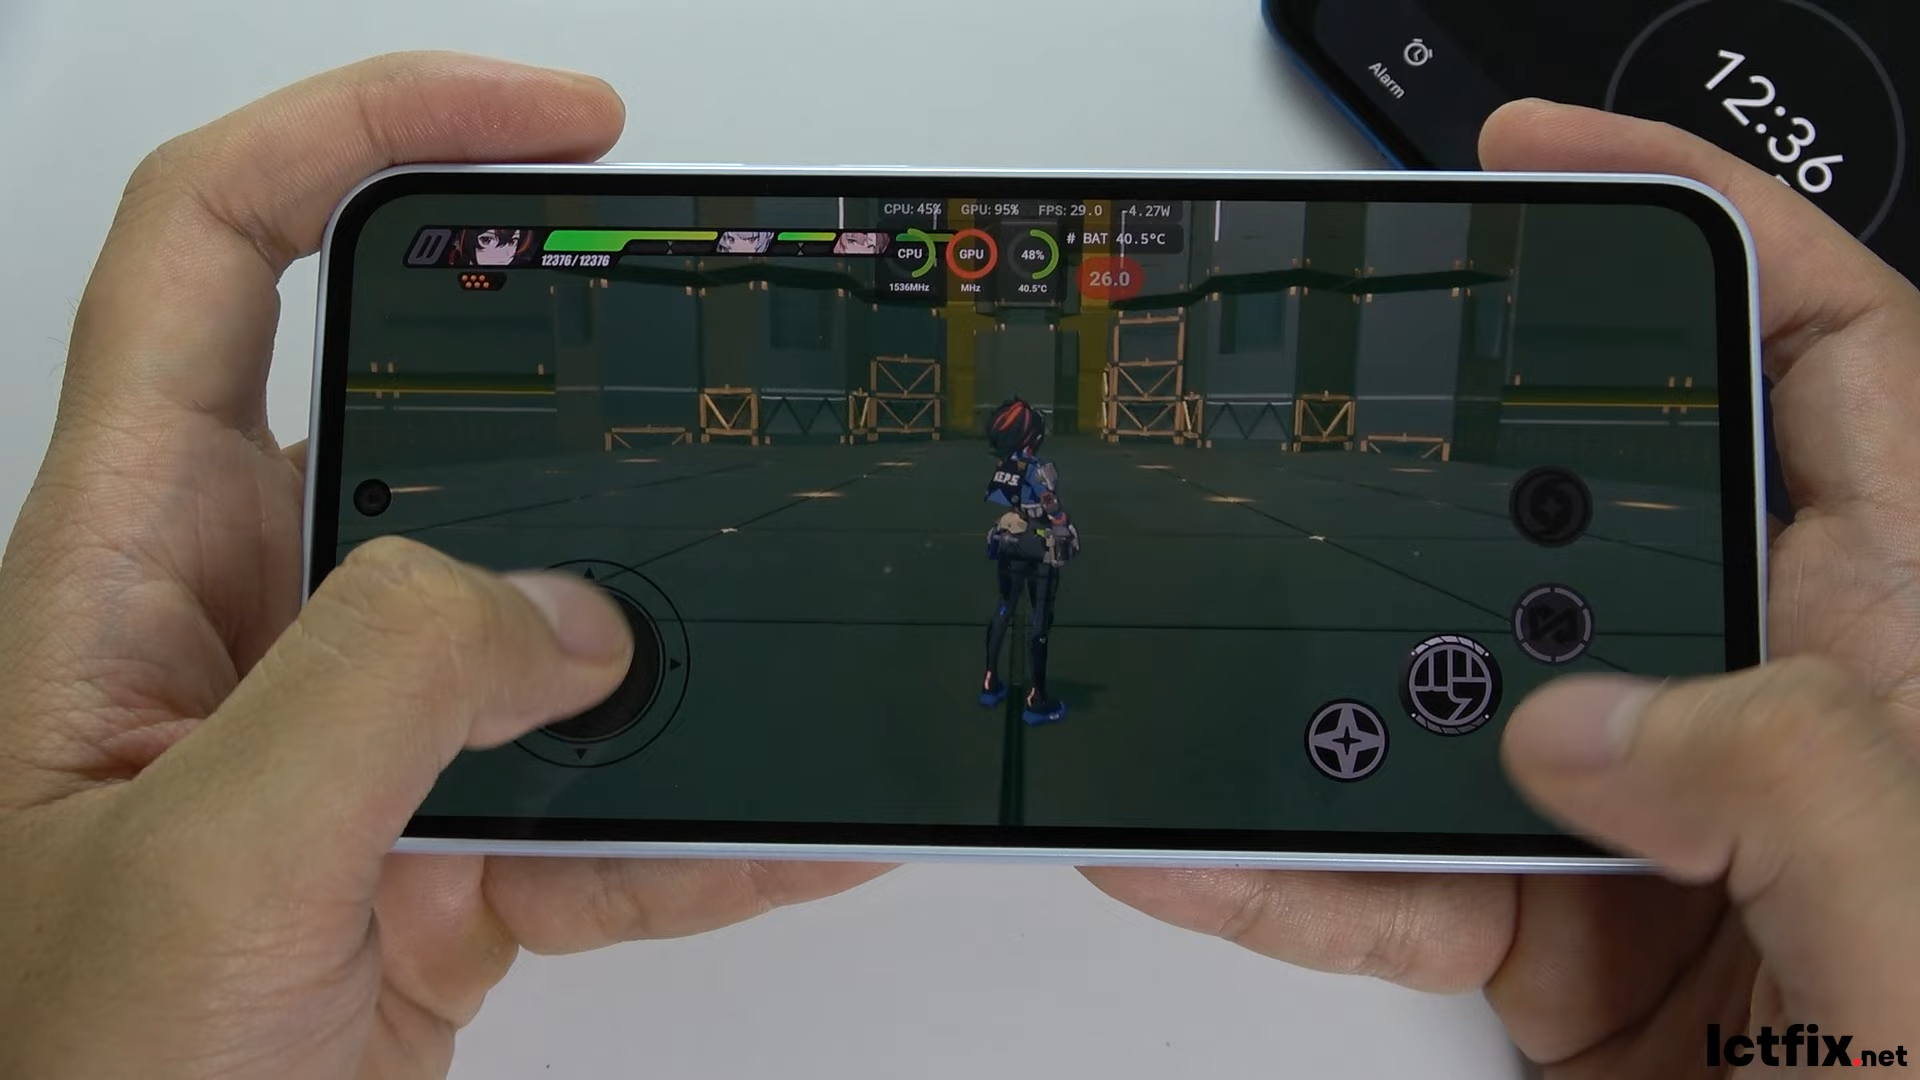 Alarm
12:36
CPU: 45% GPU: 95% FPS: 29.0 -4.27W
12376/12376
CPU
1536MHz
GPU
MHz
48%
40.5°C
# BAT 40.5°C
26.0
Ictfix.net